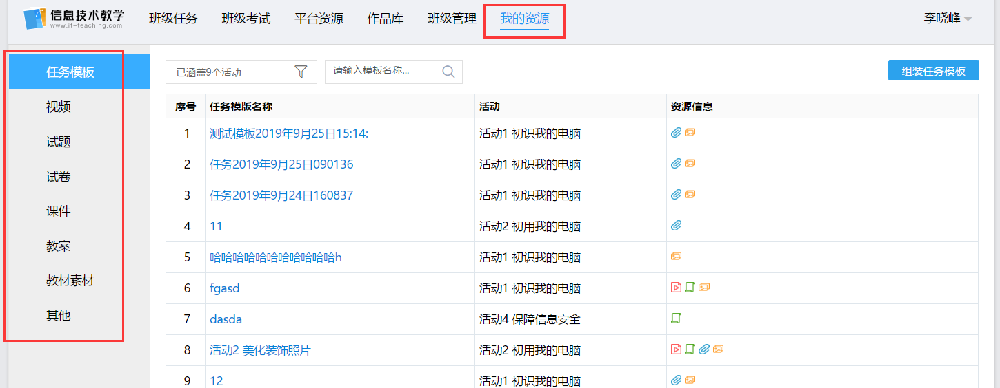 信息技术教学
www.it-teaching.com
班级任务 班级考试 平台资源 作品库 班级管理 我的资源 李晓峰
任务模板
视频
试题
试卷
课件
教案
教材素材
其他
已涵盖9个活动 请输入模板名称... 组装任务模板
序号 任务模版名称 活动 资源信息
1 测试模板2019年9月25日15:14: 活动1 初识我的电脑
2 任务2019年9月25日090136 活动1 初识我的电脑
3 任务2019年9月24日160837 活动1 初识我的电脑
4 11 活动2 初用我的电脑
5 哈哈哈哈哈哈哈哈哈哈哈h 活动1 初识我的电脑
6 fgasd 活动1 初识我的电脑
7 dasda 活动4 保障信息安全
8 活动2 美化装饰照片 活动2 初用我的电脑
9 12 活动1 初识我的电脑